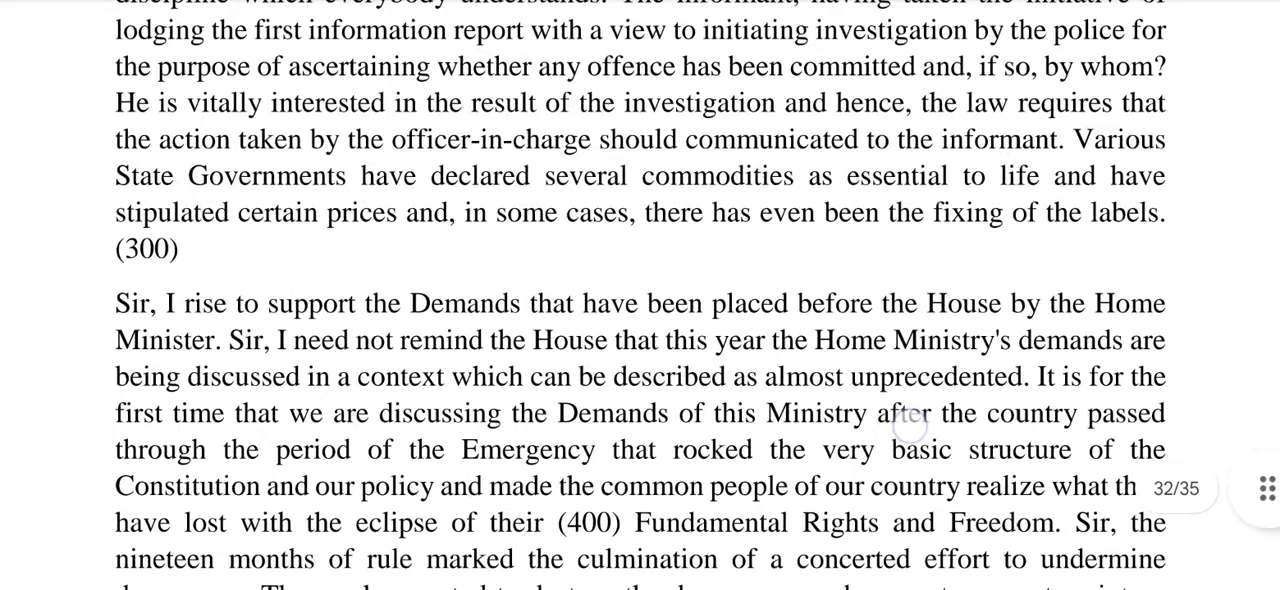 lodging the first information report with a view to initiating investigation by the police for
the purpose of ascertaining whether any offence has been committed and, if so, by whom?
He is vitally interested in the result of the investigation and hence, the law requires that
the action taken by the officer-in-charge should communicated to the informant. Various
State Governments have declared several commodities as essential to life and have
stipulated certain prices and, in some cases, there has even been the fixing of the labels.
(300)
Sir, I rise to support the Demands that have been placed before the House by the Home
Minister. Sir, I need not remind the House that this year the Home Ministry's demands are
being discussed in a context which can be described as almost unprecedented. It is for the
first time that we are discussing the Demands of this Ministry after the country passed
through the period of the Emergency that rocked the very basic structure of the
Constitution and our policy and made the common people of our country realize what th
32/35
have lost with the eclipse of their (400) Fundamental Rights and Freedom. Sir, the
nineteen months of rule marked the culmination of a concerted effort to undermine